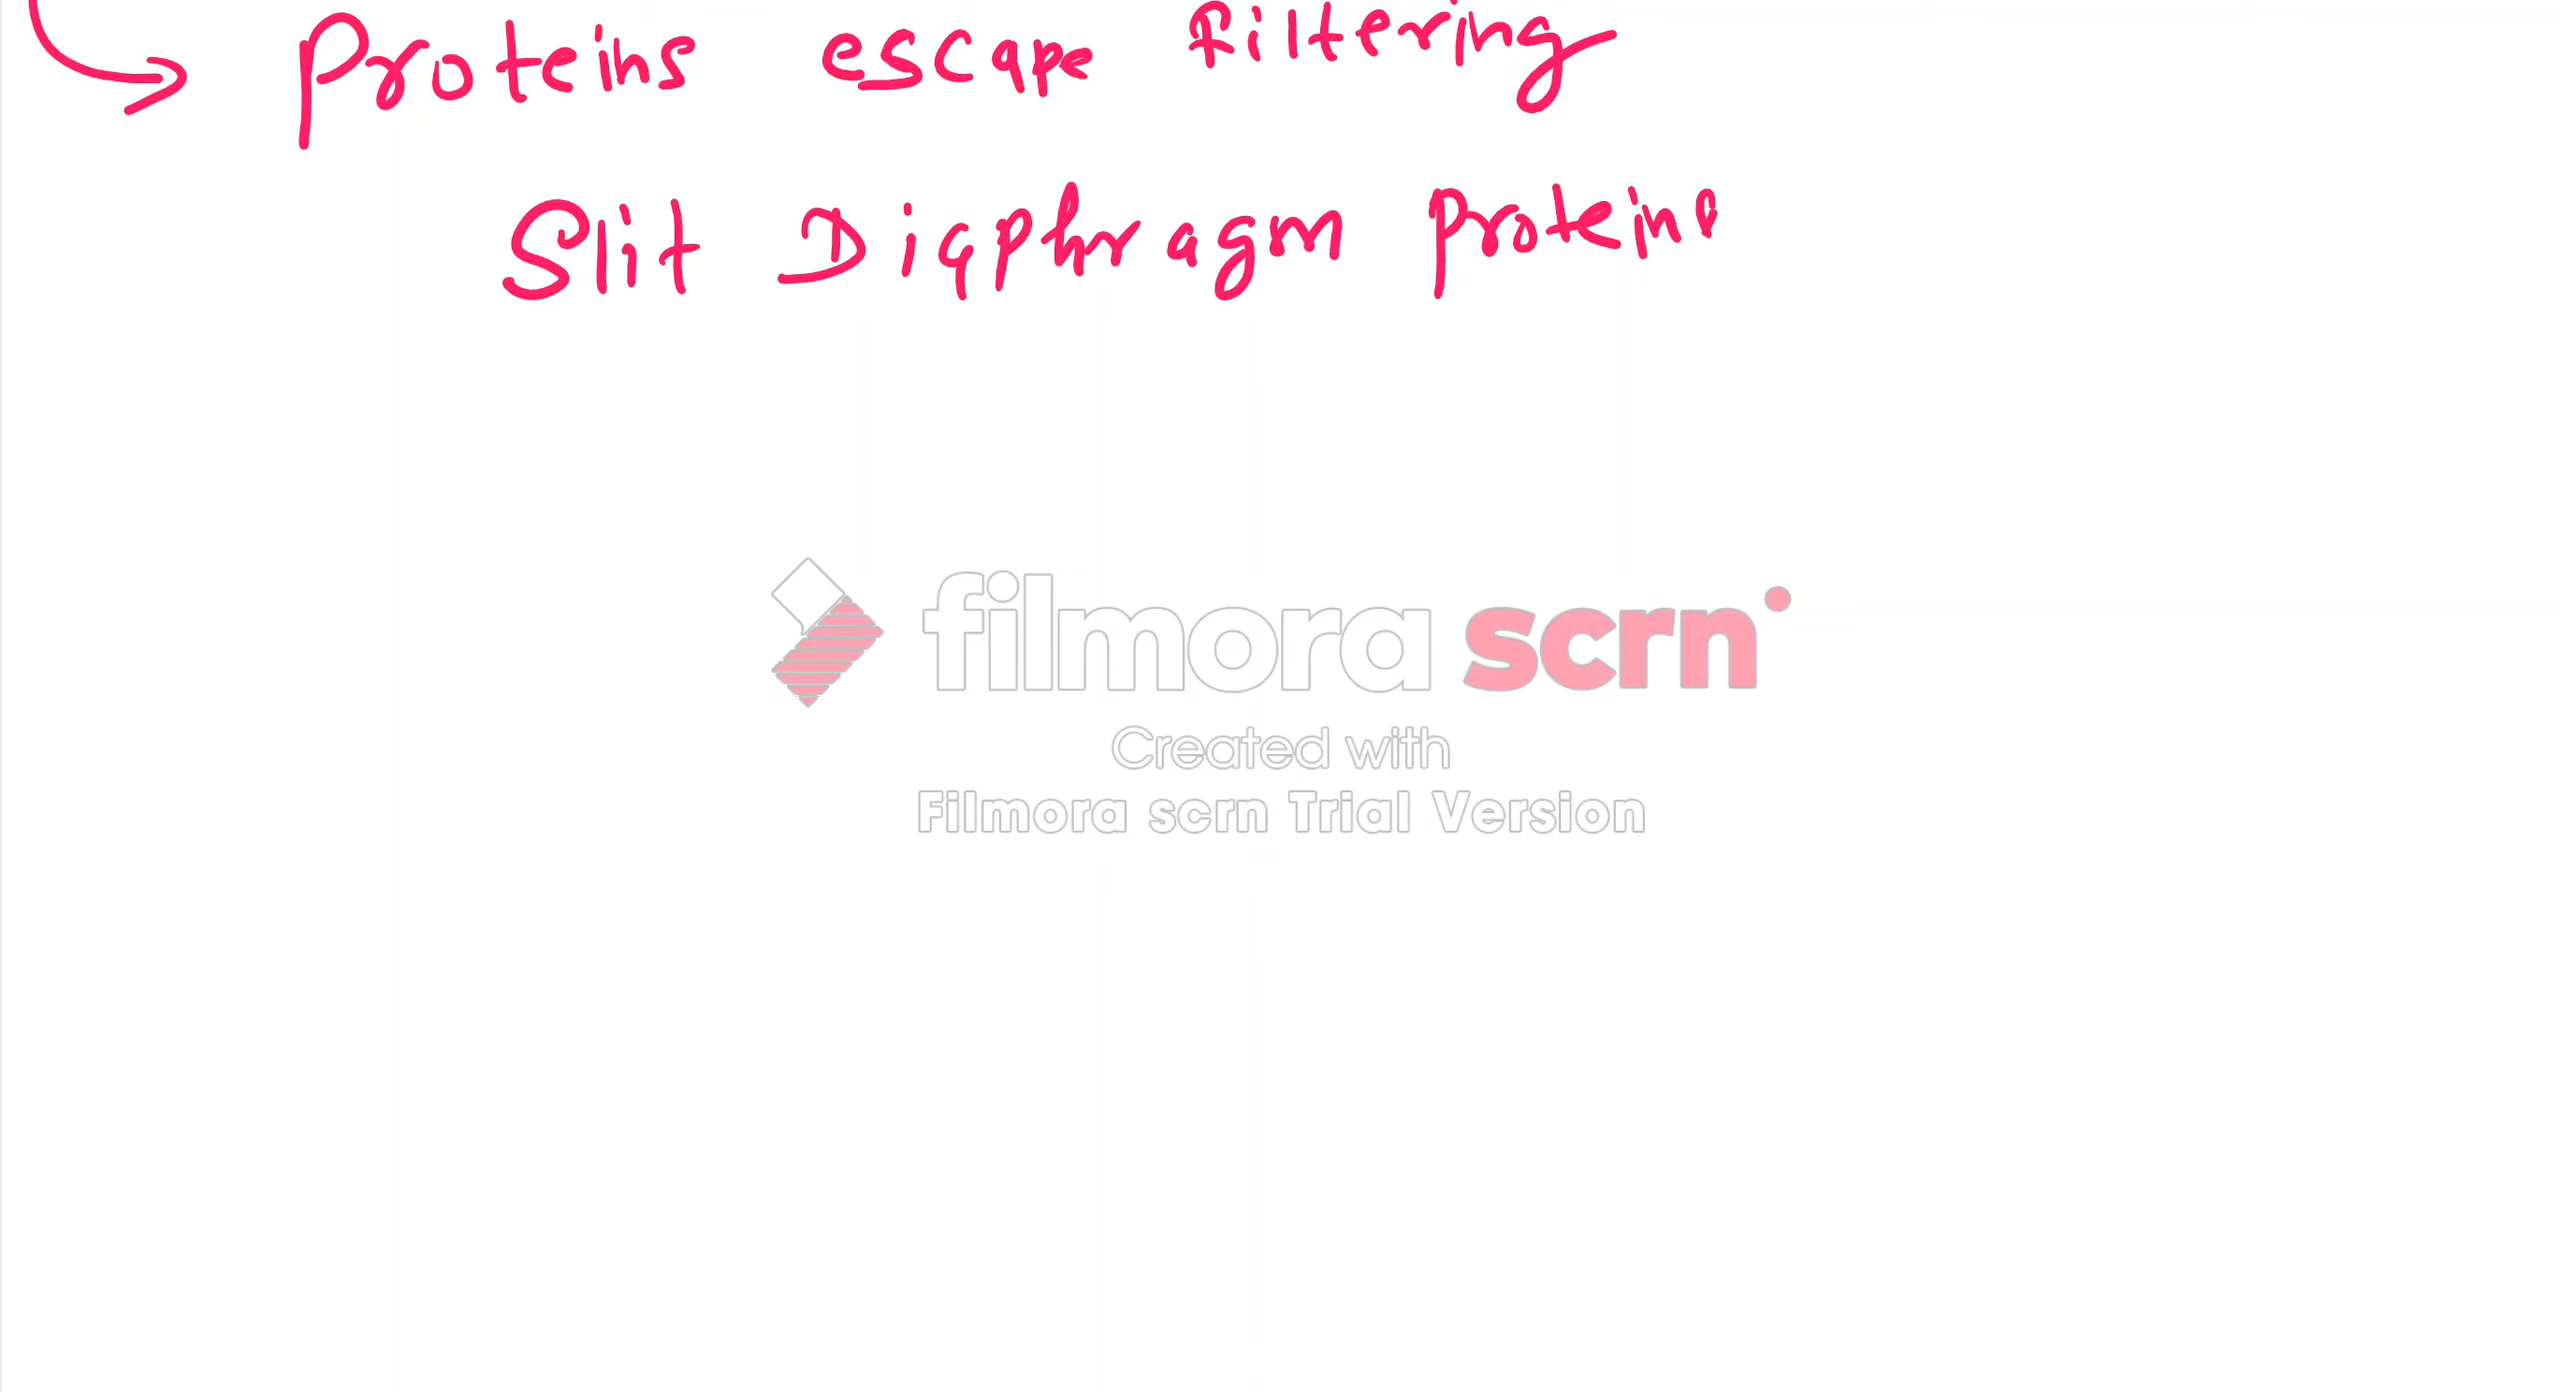 Proteins escape filtering
Slit Diaphragm Proteins
filmora scrn
Created with
Filmora scrn Trial Version